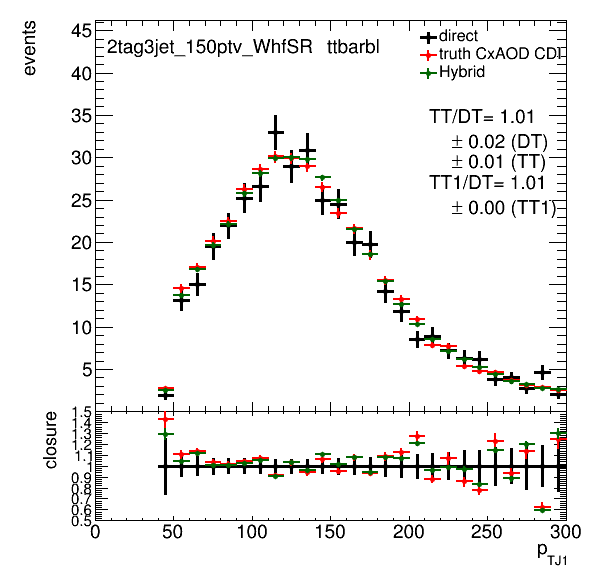 events
2tag3jet_150ptv_WhfSR ttbarbl
direct
truth CxAOD CDI
Hybrid
TT/DT= 1.01
± 0.02 (DT)
± 0.01 (TT)
TT1/DT= 1.01
± 0.00 (TT1)
45
40
35
30
25
20
15
10
5
closure
1.5
1.4
1.3
1.2
1.1
1
0.9
0.8
0.7
0.6
0.5
0 50 100 150 200 250 300
p_TJ1